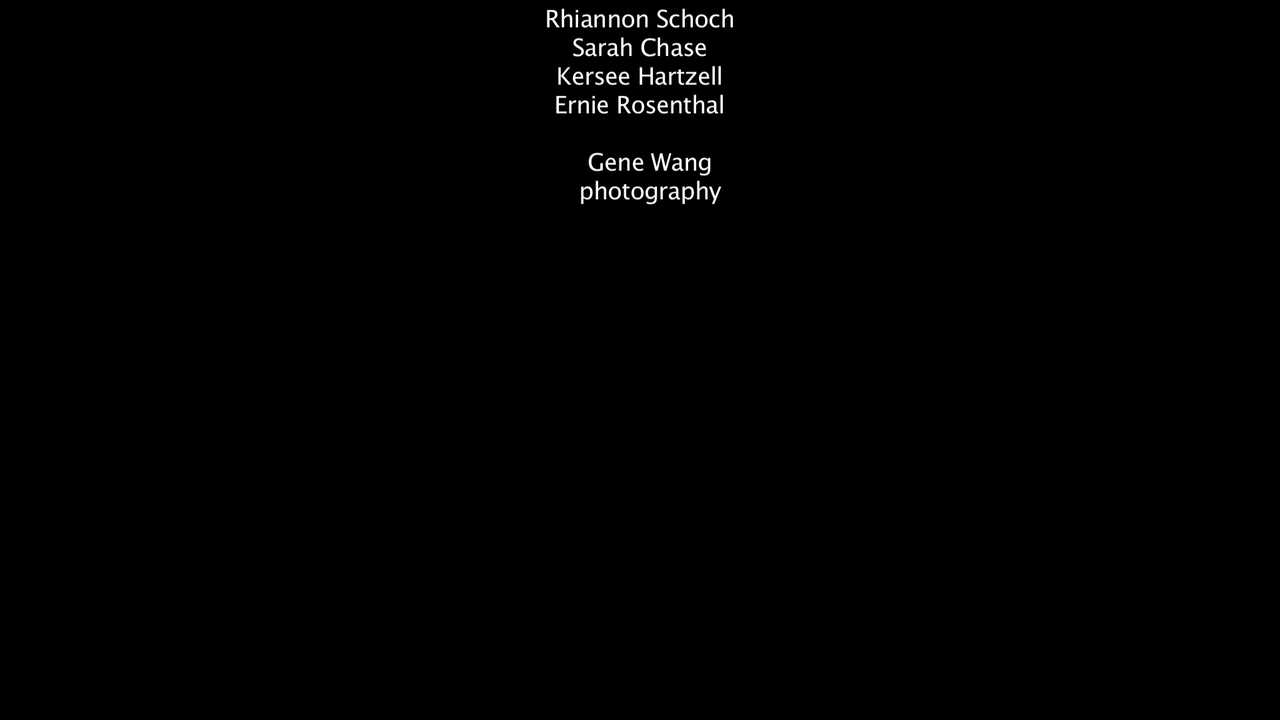 Rhiannon Schoch
Sarah Chase
Kersee Hartzell
Ernie Rosenthal
Gene Wang
photography